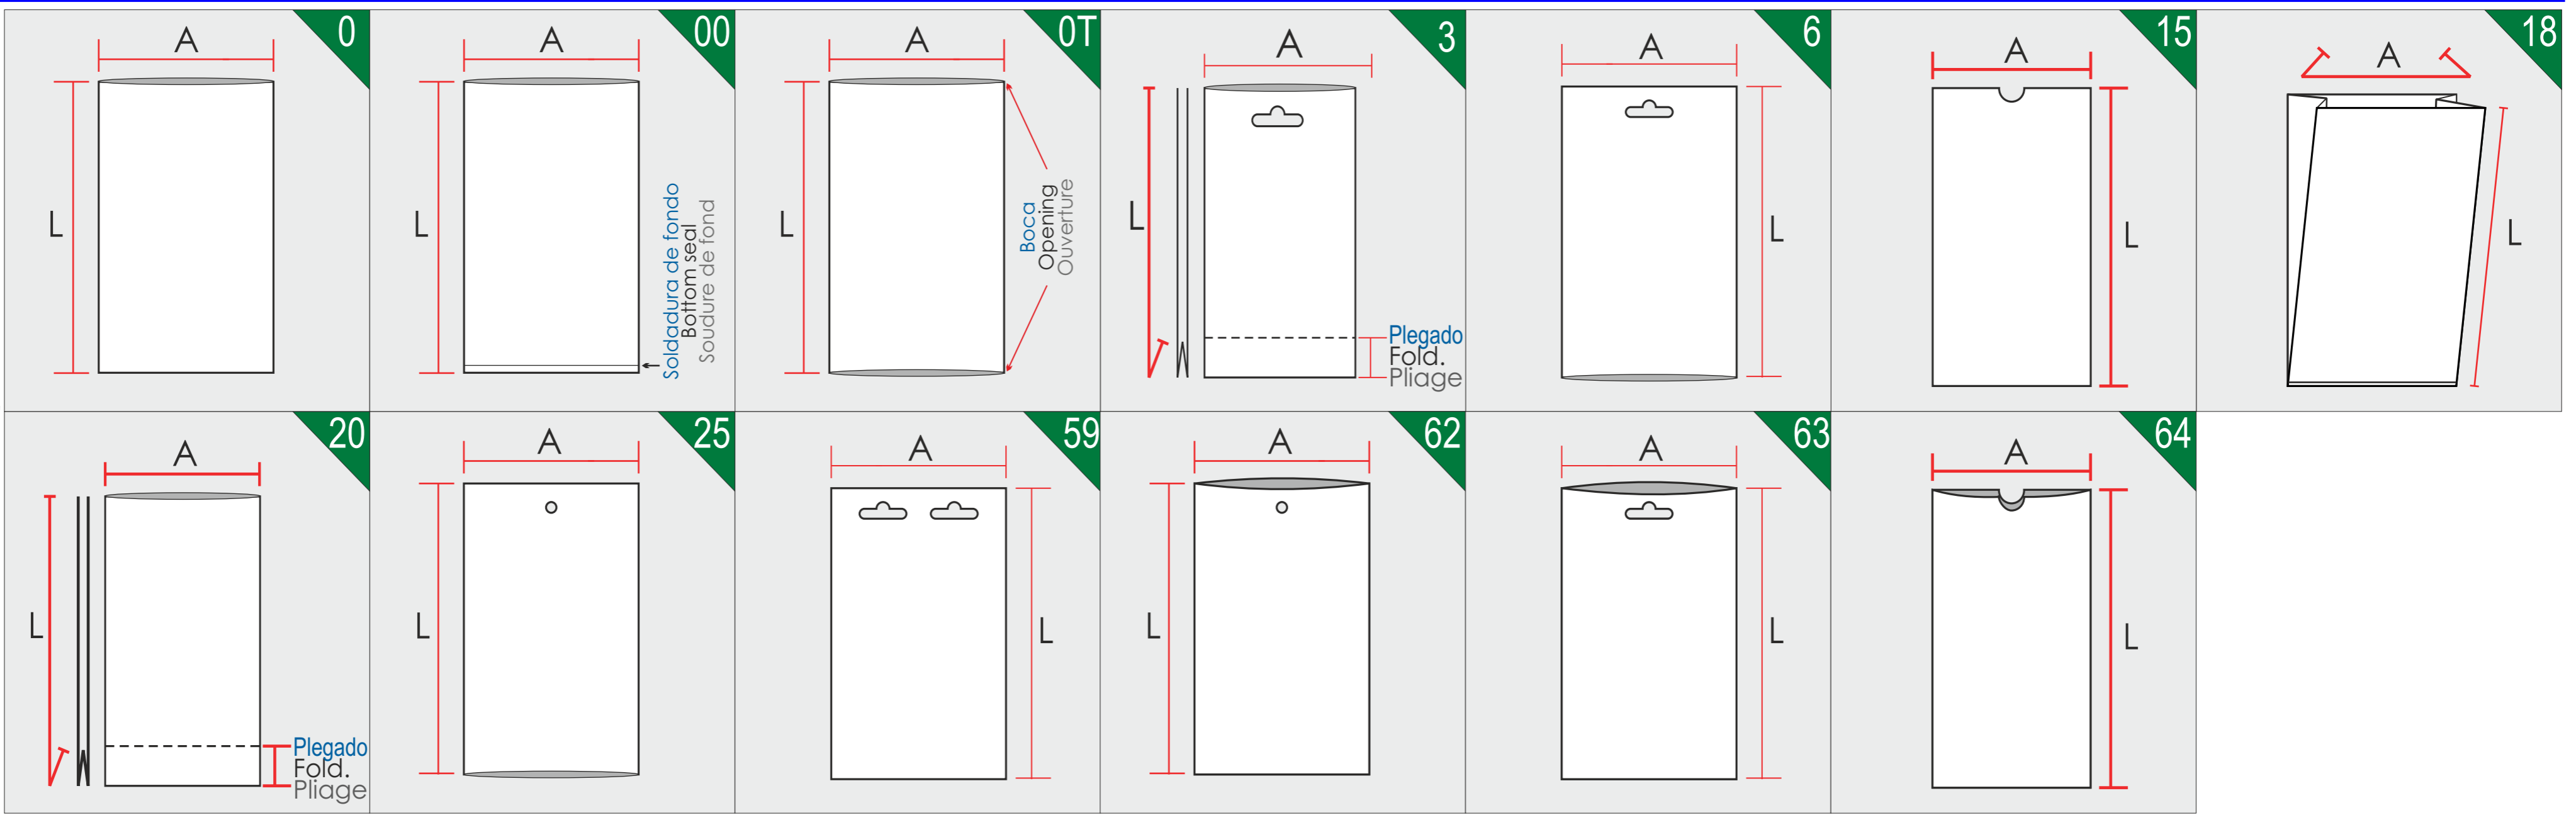 0
A
L
00
A
L
Soldadura de fondo
Bottom seal
Soudure de fond
0T
A
L
Boca
Opening
Ouverture
3
A
L
Plegado
Fold.
Pliage
6
A
L
15
A
L
18
A
L
20
A
L
Plegado
Fold.
Pliage
25
A
L
59
A
L
62
A
L
63
A
L
64
A
L